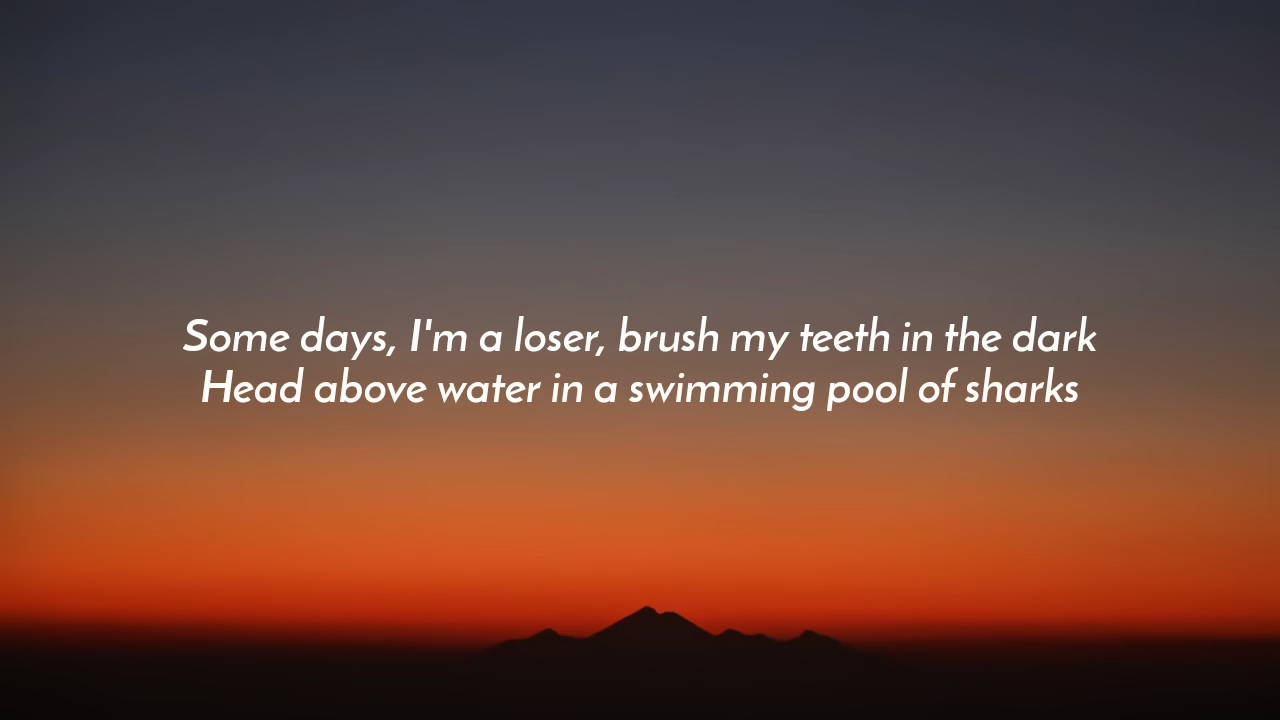 Some days, I'm a loser, brush my teeth in the dark
Head above water in a swimming pool of sharks